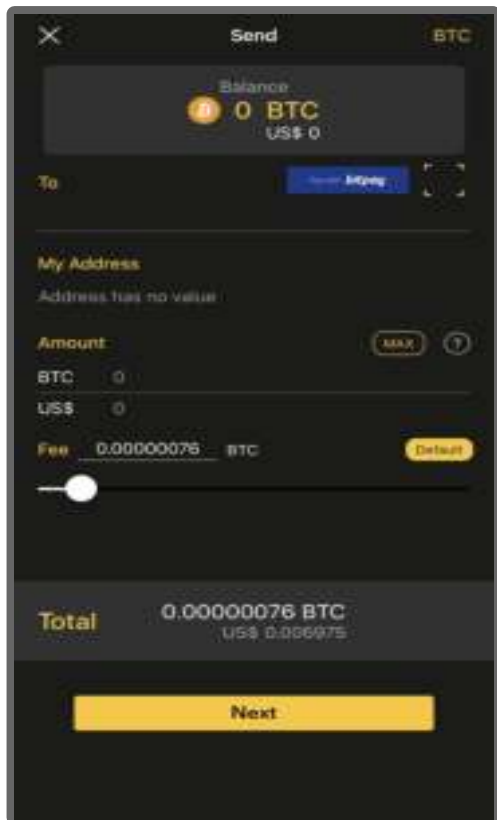 Send BTC
Balance
0 BTC
US$ 0
To bitpay
My Address
Address has no value
Amount MAX ?
BTC 0
US$ 0
Fee 0.00000076 BTC Default
Total 0.00000076 BTC
US$ 0.006975
Next